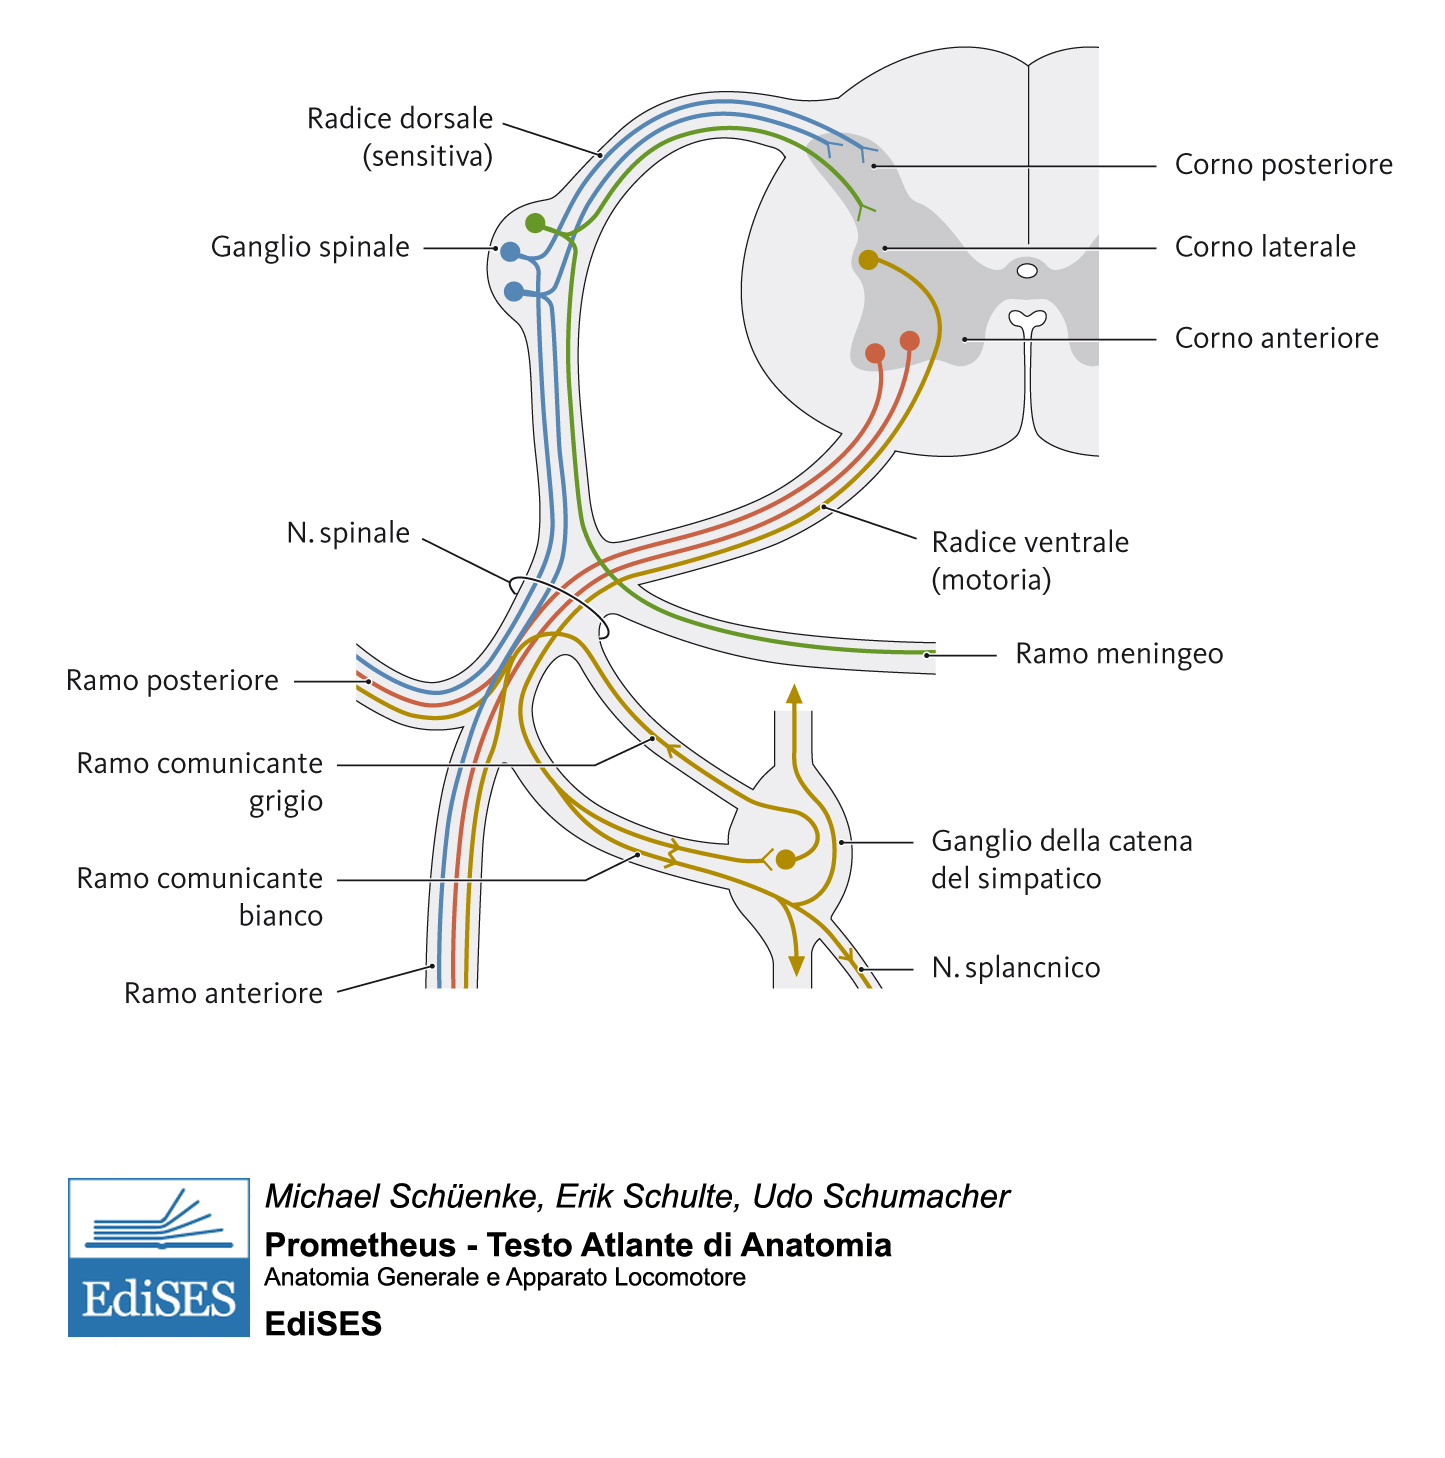 Radice dorsale
(sensitiva)
Corno posteriore
Ganglio spinale
Corno laterale
Corno anteriore
N. spinale
Radice ventrale
(motoria)
Ramo meningeo
Ramo posteriore
Ramo comunicante
grigio
Ganglio della catena
del simpatico
Ramo comunicante
bianco
N. splancnico
Ramo anteriore
EdiSES
Michael Schüenke, Erik Schulte, Udo Schumacher
Prometheus - Testo Atlante di Anatomia
Anatomia Generale e Apparato Locomotore
EdiSES